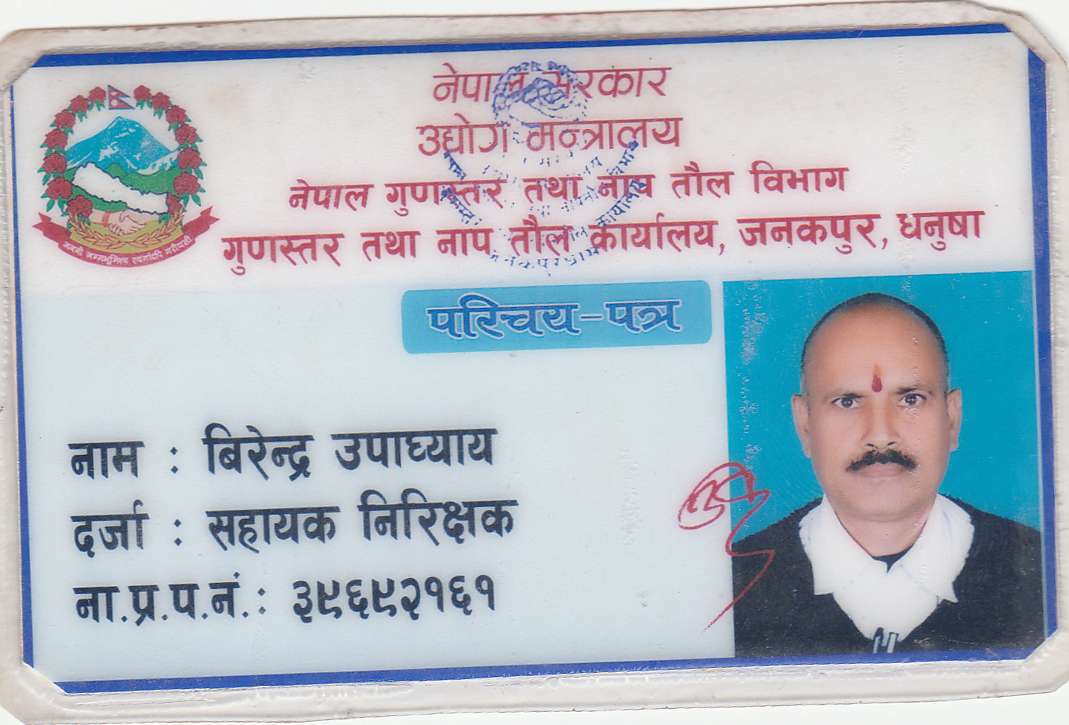 नेपाल सरकार
उद्योग मन्त्रालय
नेपाल गुणस्तर तथा नाप तौल विभाग
गुणस्तर तथा नाप तौल कार्यालय, जनकपुर, धनुषा
जननी जन्मभूमिश्च स्वर्गादपि गरीयसी
परिचय-पत्र
नाम : बिरेन्द्र उपाध्याय
दर्जा : सहायक निरिक्षक
ना.प्र.प.नं.: ३९६९२१६१